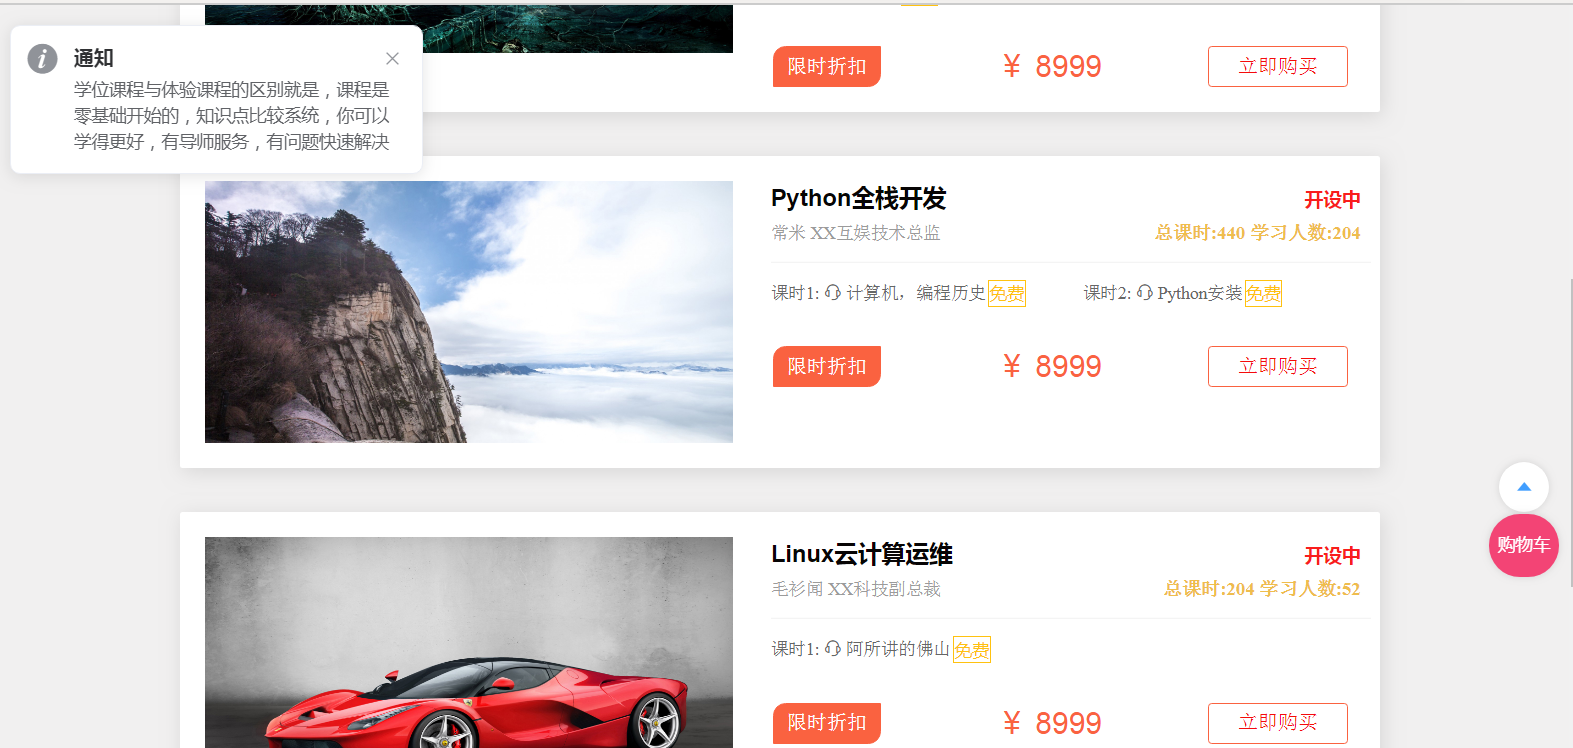 限时折扣 ¥ 8999 立即购买
通知
学位课程与体验课程的区别就是，课程是
零基础开始的，知识点比较系统，你可以
学得更好，有导师服务，有问题快速解决
Python全栈开发 开设中
常米 XX互娱技术总监 总课时:440 学习人数:204
课时1: 计算机，编程历史 免费 课时2: Python安装 免费
限时折扣 ¥ 8999 立即购买
购物车
Linux云计算运维 开设中
毛衫闻 XX科技副总裁 总课时:204 学习人数:52
课时1: 阿所讲的佛山 免费
限时折扣 ¥ 8999 立即购买